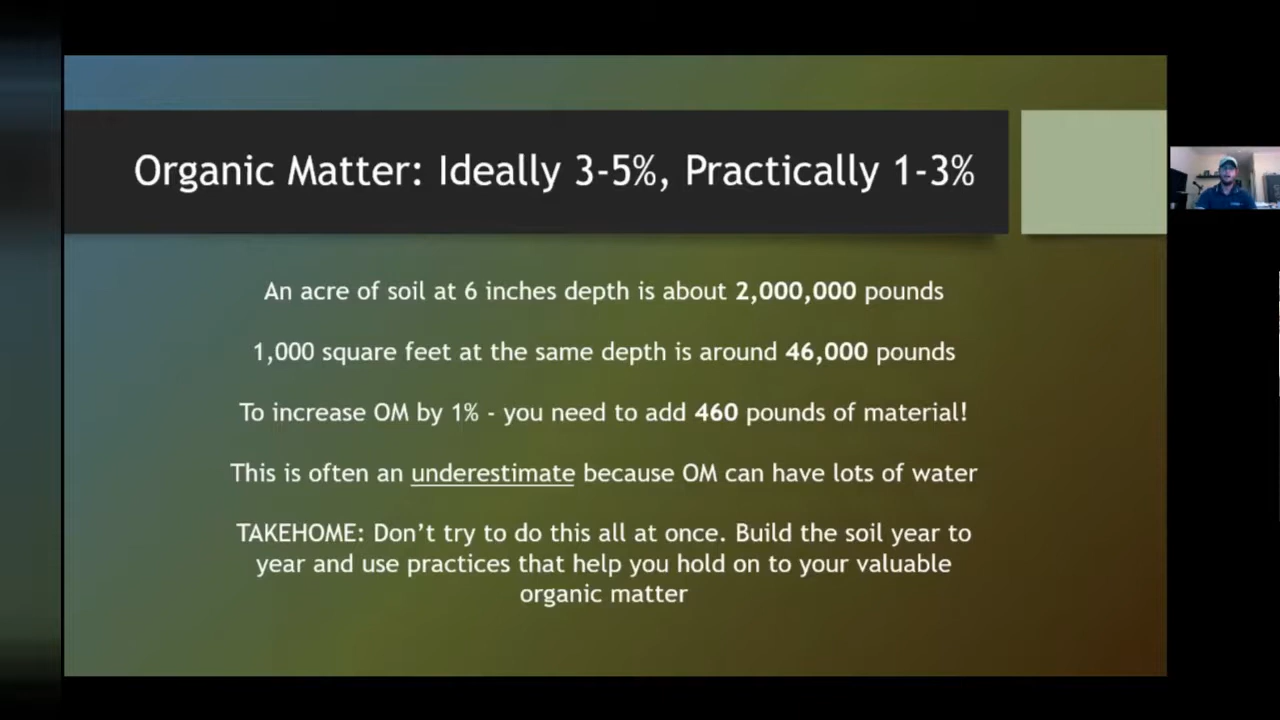 Organic Matter: Ideally 3-5%, Practically 1-3%
An acre of soil at 6 inches depth is about 2,000,000 pounds
1,000 square feet at the same depth is around 46,000 pounds
To increase OM by 1% - you need to add 460 pounds of material!
This is often an underestimate because OM can have lots of water
TAKEHOME: Don’t try to do this all at once. Build the soil year to
year and use practices that help you hold on to your valuable
organic matter